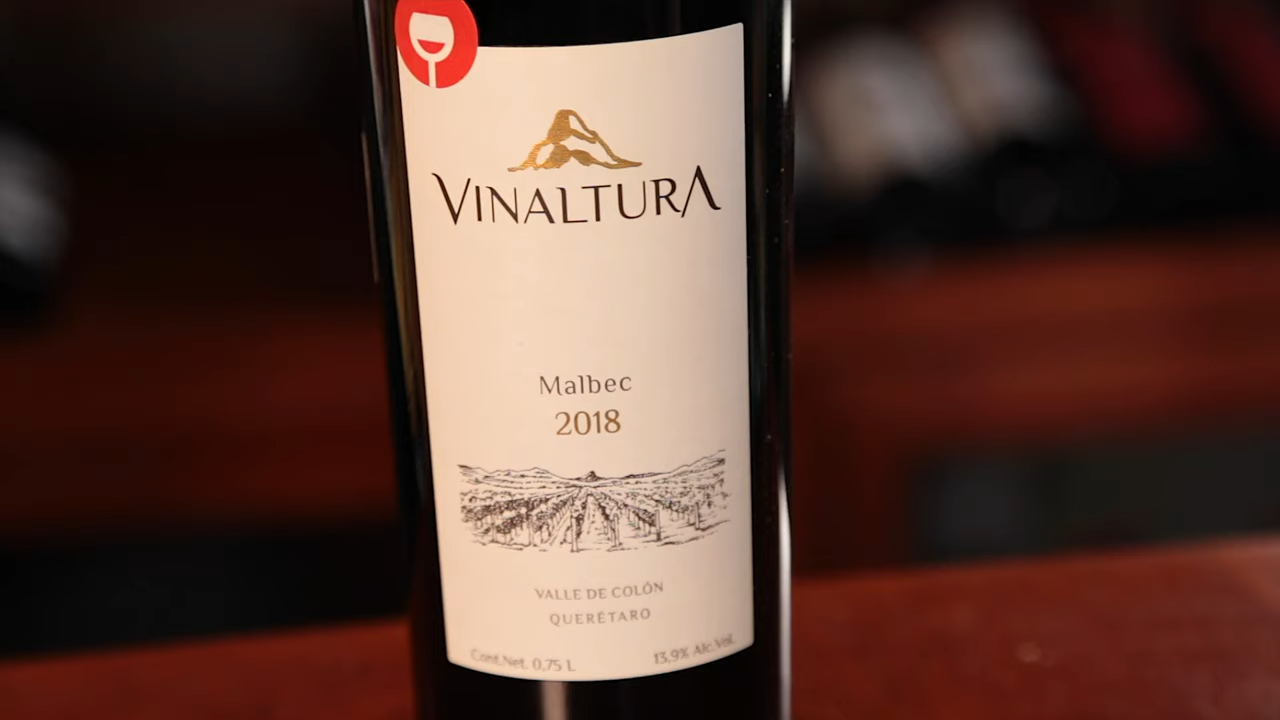 VINALTURA
Malbec
2018
VALLE DE COLÓN
QUERÉTARO
Cont.Net. 0,75 L
13,9% Alc.Vol.